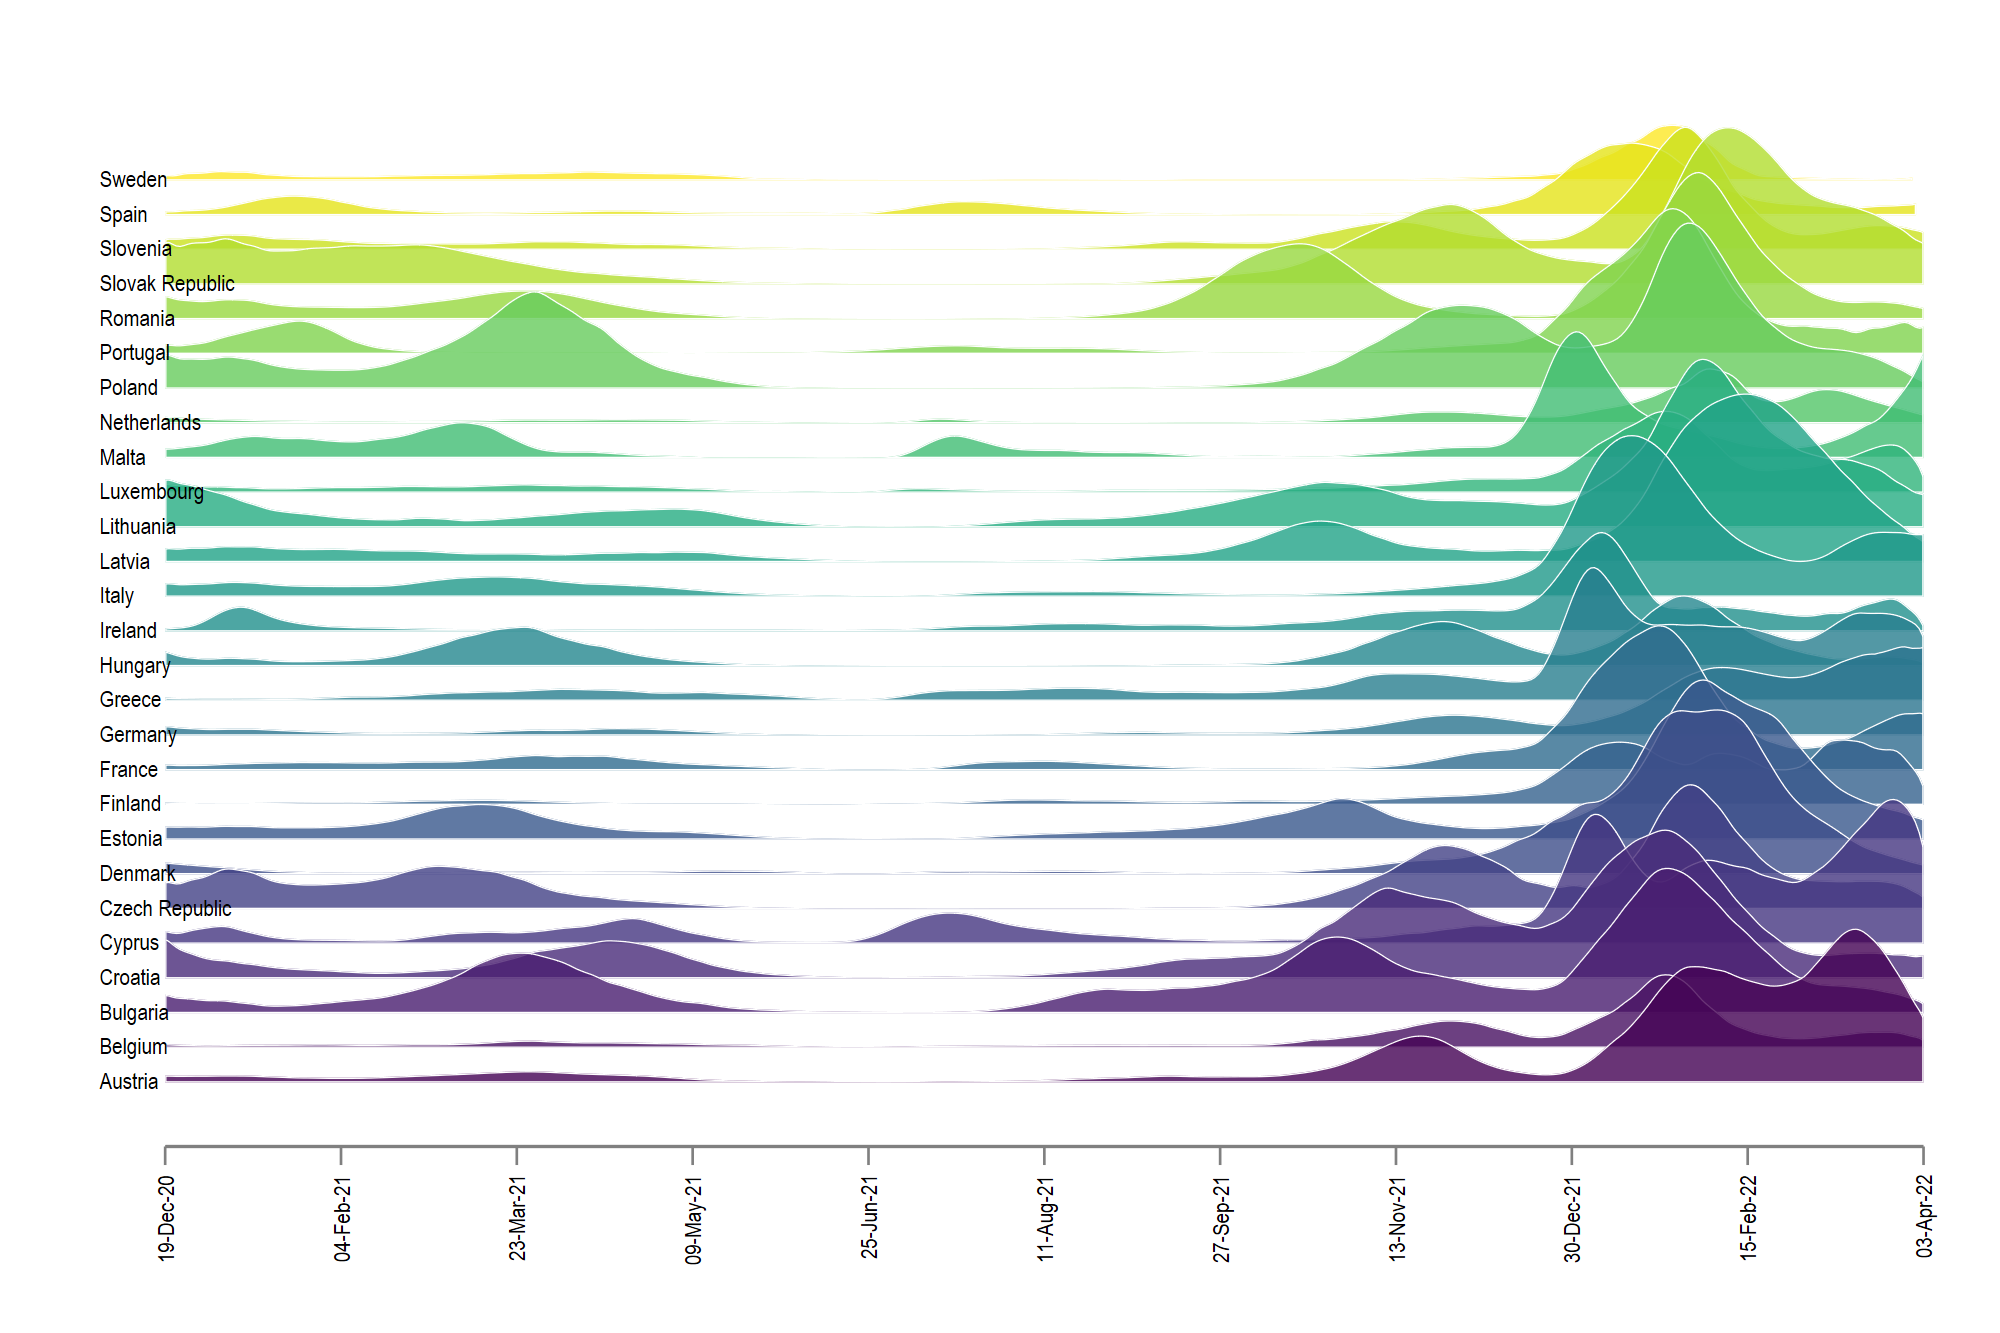 Sweden
Spain
Slovenia
Slovak Republic
Romania
Portugal
Poland
Netherlands
Malta
Luxembourg
Lithuania
Latvia
Italy
Ireland
Hungary
Greece
Germany
France
Finland
Estonia
Denmark
Czech Republic
Cyprus
Croatia
Bulgaria
Belgium
Austria
19-Dec-20
04-Feb-21
23-Mar-21
09-May-21
25-Jun-21
11-Aug-21
27-Sep-21
13-Nov-21
30-Dec-21
15-Feb-22
03-Apr-22